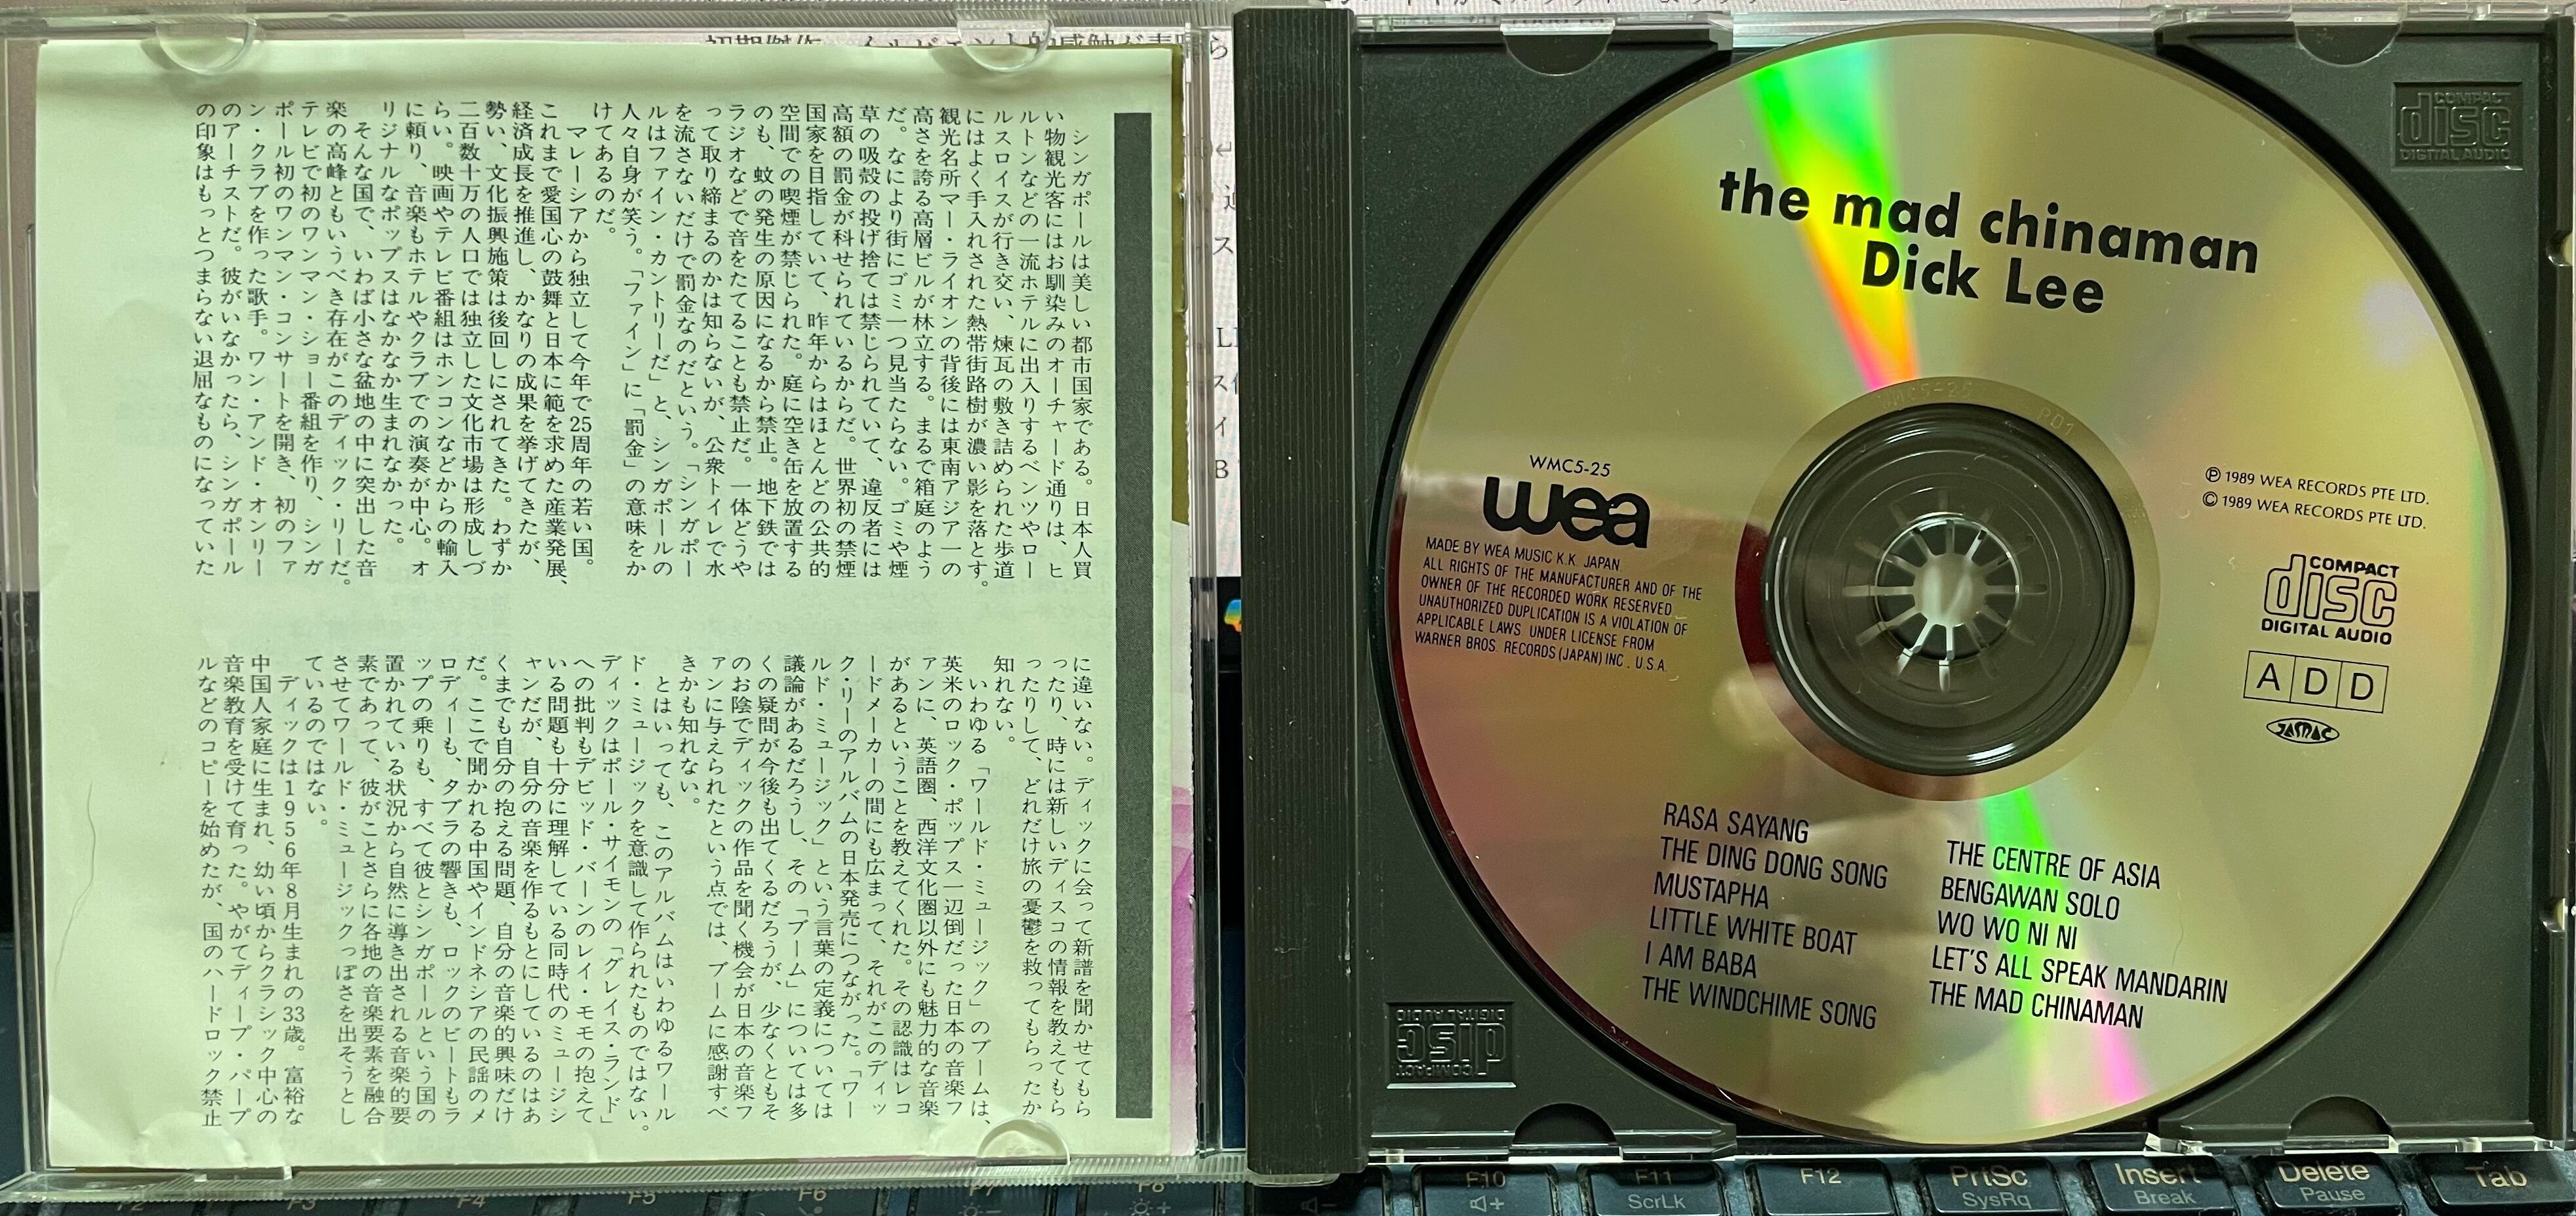 シンガポールは美しい都市国家である。日本人買
い物観光客にはお馴染みのオーチャード通りは、ヒ
ルトンなどの一流ホテルに出入りするベンツやロー
ルスロイスが行き交い、煉瓦の敷き詰められた歩道
にはよく手入れされた熱帯街路樹が濃い影を落とす。
観光名所マー・ライオンの背後には東南アジア一の
高さを誇る高層ビルが林立する。まるで箱庭のよう
だ。なにより街にゴミ一つ見当たらない。ゴミや煙
草の吸殻の投げ捨ては禁じられていて、違反者には
高額の罰金が科せられているからだ。世界初の禁煙
国家を目指していて、昨年からはほとんどの公共的
空間での喫煙が禁じられた。庭に空き缶を放置する
のも、蚊の発生の原因になるから禁止。地下鉄では
ラジオなどで音をたてることも禁止だ。一体どうや
って取り締まるのかは知らないが、公衆トイレで水
を流さないだけで罰金なのだという。「シンガポー
ルはファイン・カントリーだ」と、シンガポールの
人々自身が笑う。「ファイン」に「罰金」の意味をか
けてあるのだ。
マレーシアから独立して今年で25周年の若い国。
これまで愛国心の鼓舞と日本に範を求めた産業発展、
経済成長を推進し、かなりの成果を挙げてきたが、
勢い、文化振興施策は後回しにされてきた。わずか
二百数十万の人口では独立した文化市場は形成しづ
らい。映画やテレビ番組はホンコンなどからの輸入
に頼り、音楽もホテルやクラブでの演奏が中心。オ
リジナルなポップスはなかなか生まれなかった。
そんな国で、いわば小さな盆地の中に突出した音
楽の高峰ともいうべき存在がこのディック・リーだ。
テレビで初のワンマン・ショー番組を作り、シンガ
ポール初のワンマン・コンサートを開き、初のファ
ン・クラブを作った歌手。ワン・アンド・オンリー
のアーチストだ。彼がいなかったら、シンガポール
の印象はもっとつまらない退屈なものになっていた
に違いない。ディックに会って新譜を聞かせてもら
ったり、時には新しいディスコの情報を教えてもら
ったりして、どれだけ旅の憂鬱を救ってもらったか
知れない。
いわゆる「ワールド・ミュージック」のブームは、
英米のロック・ポップス一辺倒だった日本の音楽フ
ァンに、英語圏、西洋文化圏以外にも魅力的な音楽
があるということを教えてくれた。その認識はレコ
ードメーカーの間にも広まって、それがこのディッ
ク・リーのアルバムの日本発売につながった。「ワー
ルド・ミュージック」という言葉の定義については
議論があるだろうし、その「ブーム」については多
くの疑問が今後も出てくるだろうが、少なくともそ
のお陰でディックの作品を聞く機会が日本の音楽フ
ァンに与えられたという点では、ブームに感謝すべ
きかも知れない。
とはいっても、このアルバムはいわゆるワール
ド・ミュージックを意識して作られたものではない。
ディックはポール・サイモンの「グレイス・ランド」
への批判もデビッド・バーンのレイ・モモの抱えて
いる問題も十分に理解している同時代のミュージシ
ャンだが、自分の音楽を作るもとにしているのはあ
くまでも自分の抱える問題、自分の音楽的興味だけ
だ。ここで聞かれる中国やインドネシアの民謡のメ
ロディーも、タブラの響きも、ロックのビートもラ
ップの乗りも、すべて彼とシンガポールという国の
置かれている状況から自然に導き出される音楽的要
素であって、彼がことさらに各地の音楽要素を融合
させてワールド・ミュージックっぽさを出そうとし
ているのではない。
ディックは1956年8月生まれの33歳。富裕な
中国人家庭に生まれ、幼い頃からクラシック中心の
音楽教育を受けて育った。やがてディープ・パープ
ルなどのコピーを始めたが、国のハードロック禁止
the mad chinaman
Dick Lee
WMC5-25
wea
MADE BY WEA MUSIC K.K. JAPAN.
ALL RIGHTS OF THE MANUFACTURER AND OF THE
OWNER OF THE RECORDED WORK RESERVED.
UNAUTHORIZED DUPLICATION IS A VIOLATION OF
APPLICABLE LAWS. UNDER LICENSE FROM
WARNER BROS. RECORDS (JAPAN) INC., U.S.A.
Ⓟ 1989 WEA RECORDS PTE LTD.
© 1989 WEA RECORDS PTE LTD.
COMPACT
disc
DIGITAL AUDIO
A D D
JASRAC
RASA SAYANG
THE DING DONG SONG
MUSTAPHA
LITTLE WHITE BOAT
I AM BABA
THE WINDCHIME SONG
THE CENTRE OF ASIA
BENGAWAN SOLO
WO WO NI NI
LET'S ALL SPEAK MANDARIN
THE MAD CHINAMAN
COMPACT
disc
DIGITAL AUDIO
COMPACT
disc
DIGITAL AUDIO
F2
F3
F4
F5
F6
F7
F8
F10
F11
ScrLk
F12
PrtSc
SysRq
Insert
Break
Delete
Pause
Tab